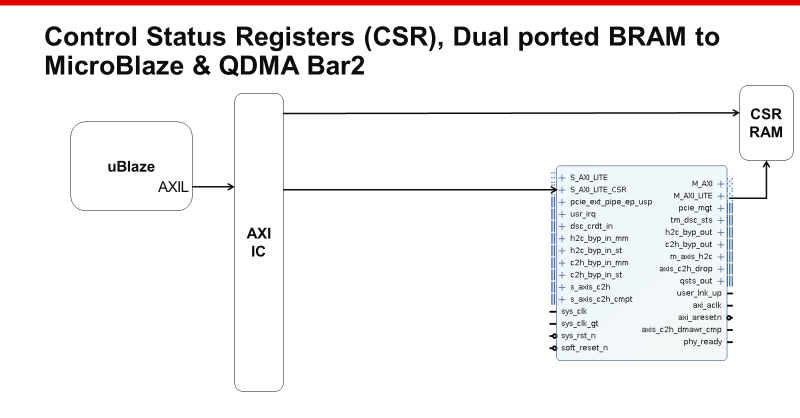 Control Status Registers (CSR), Dual ported BRAM to
MicroBlaze & QDMA Bar2
uBlaze
AXIL
AXI
IC
CSR
RAM
S_AXI_LITE
S_AXI_LITE_CSR
pcie_ext_pipe_ep_usp
usr_irq
dsc_crdt_in
h2c_byp_in_mm
h2c_byp_in_st
c2h_byp_in_mm
c2h_byp_in_st
s_axis_c2h
s_axis_c2h_cmpt
sys_clk
sys_clk_gt
sys_rst_n
soft_reset_n
M_AXI
M_AXI_LITE
pcie_mgt
tm_dsc_sts
h2c_byp_out
c2h_byp_out
m_axis_h2c
axis_c2h_drop
qsts_out
user_lnk_up
axi_aclk
axi_aresetn
axis_c2h_dmawr_cmp
phy_ready